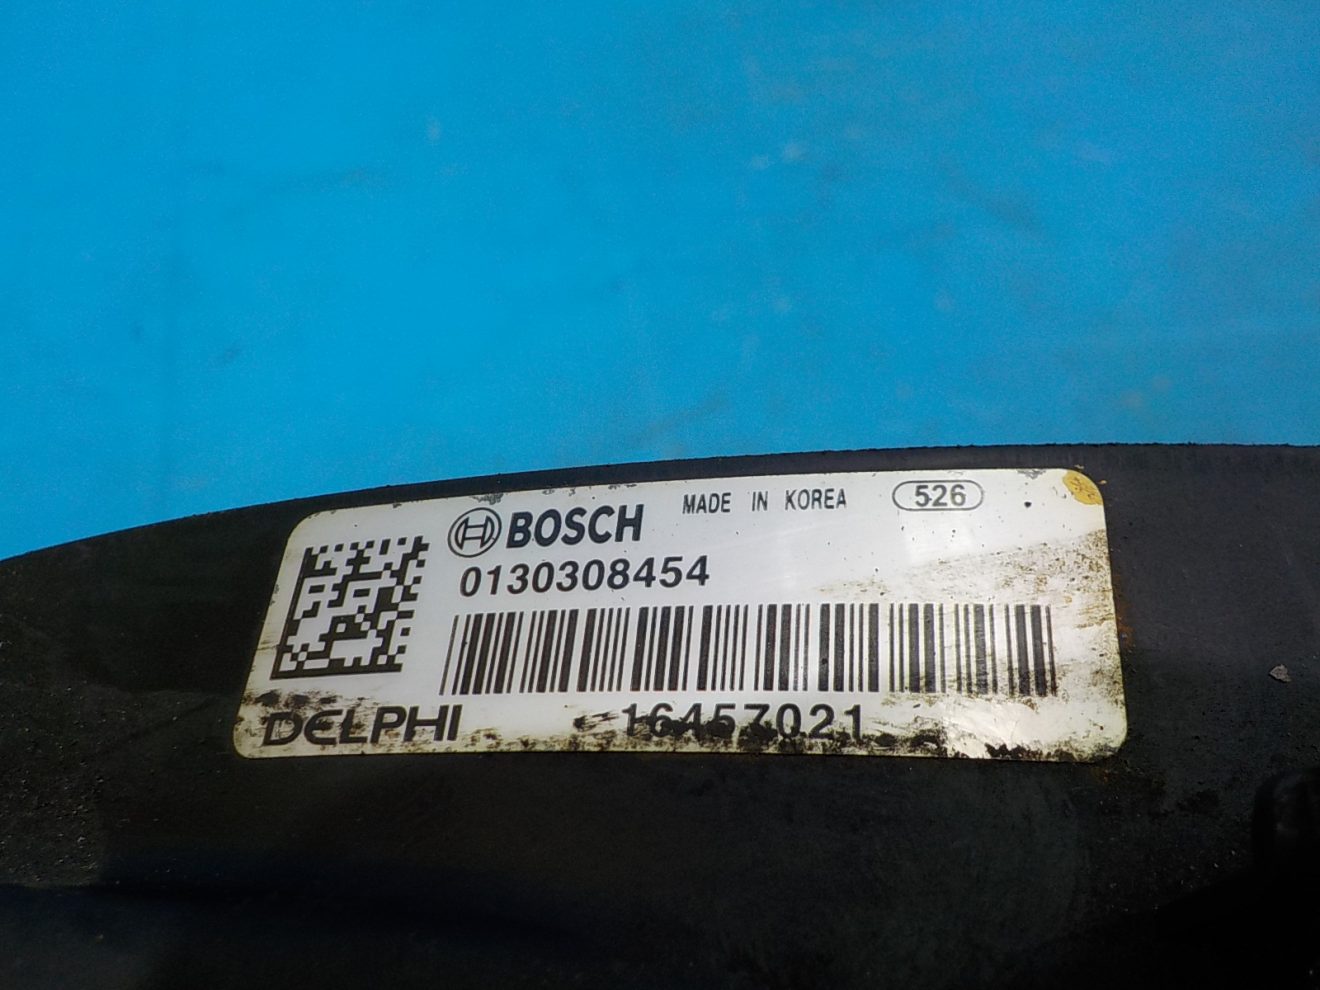 BOSCH MADE IN KOREA 526
0130308454
DELPHI 16457021